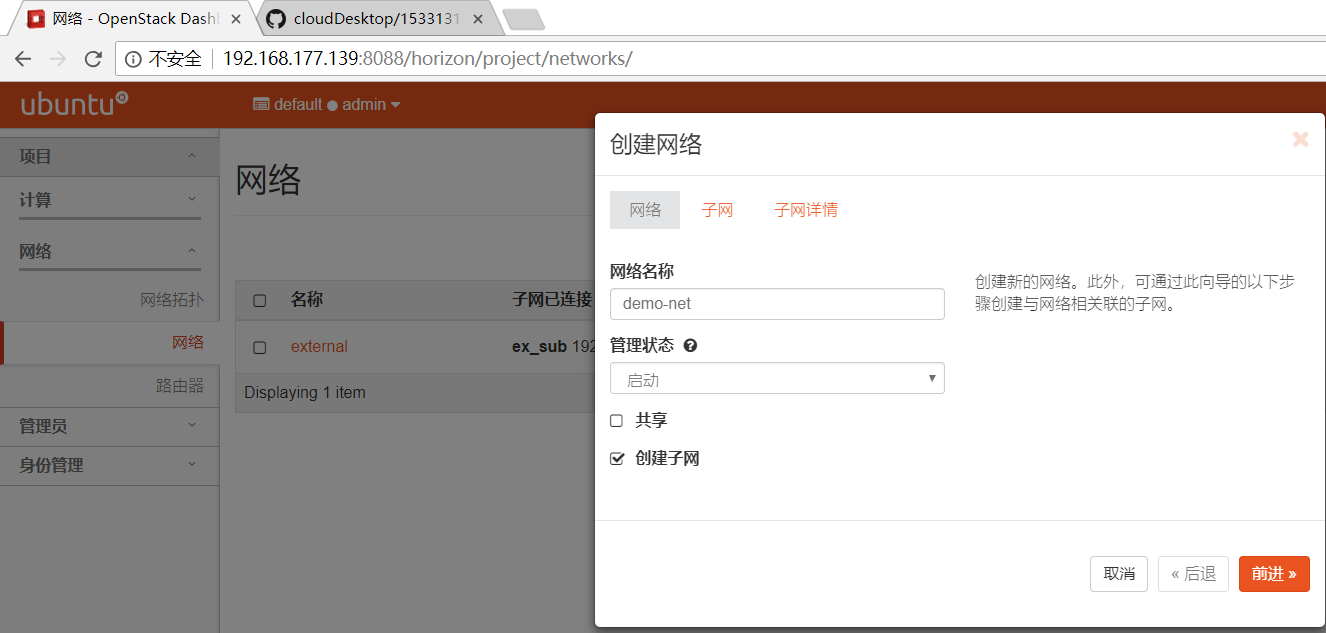 网络 - OpenStack Dashl
cloudDesktop/1533131
不安全
192.168.177.139:8088/horizon/project/networks/
ubuntu
default
admin
项目
计算
网络
网络拓扑
网络
路由器
管理员
身份管理
网络
名称 子网已连接
external ex_sub 192
Displaying 1 item
创建网络
网络 子网 子网详情
网络名称
demo-net
管理状态
启动
共享
创建子网
创建新的网络。此外，可通过此向导的以下步
骤创建与网络相关联的子网。
取消 « 后退 前进 »